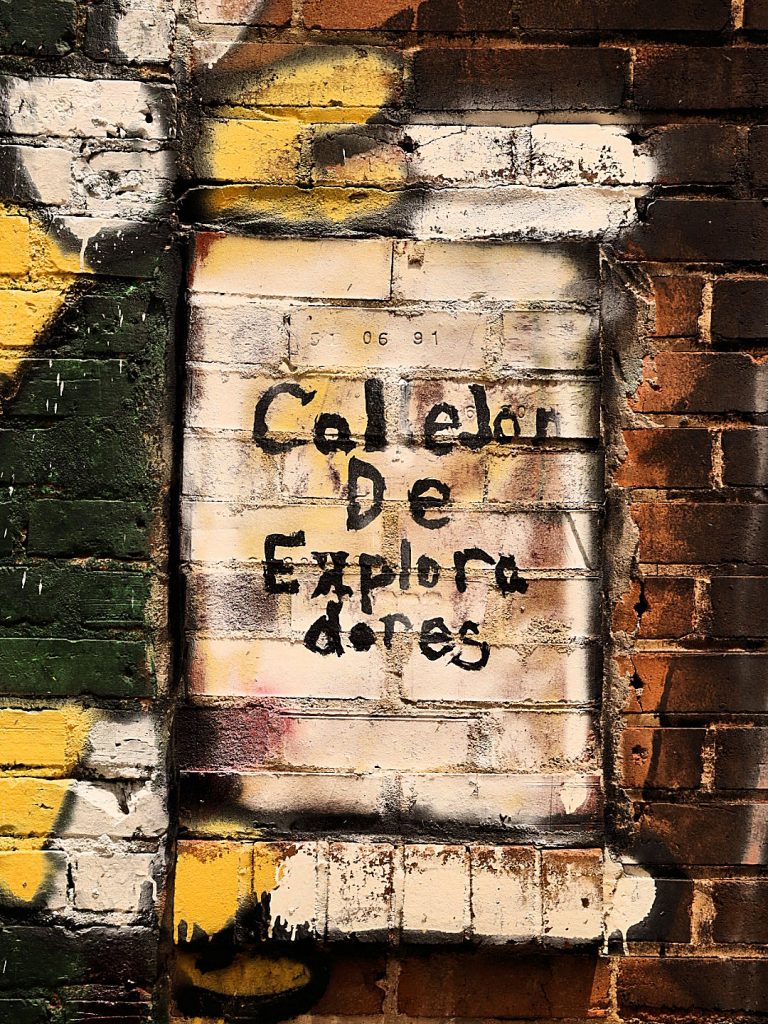 06 91
Callejon
De
Explora
dores